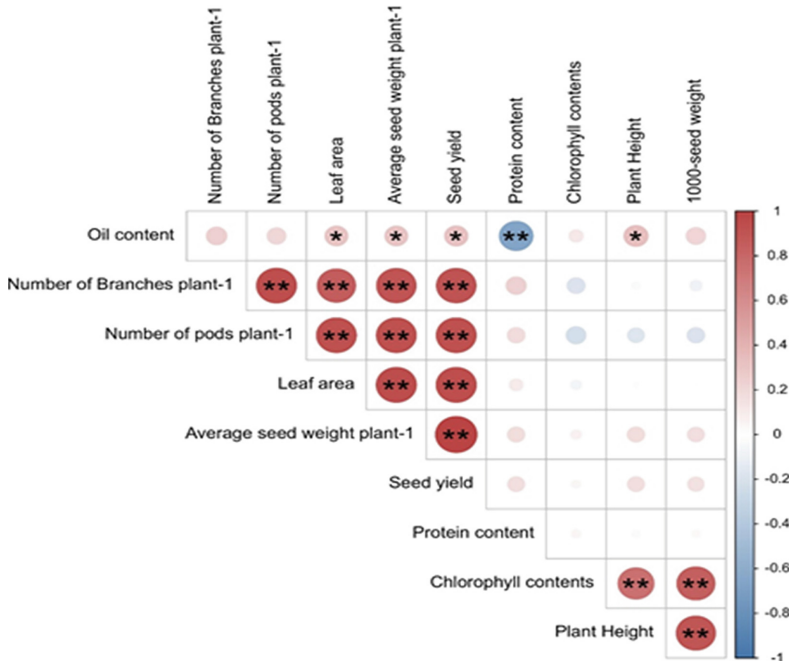 Number of Branches plant-1
Number of pods plant-1
Leaf area
Average seed weight plant-1
Seed yield
Protein content
Chlorophyll contents
Plant Height
1000-seed weight
Oil content
* * * ** *
Number of Branches plant-1
** ** ** **
Number of pods plant-1
** ** **
Leaf area
** **
Average seed weight plant-1
**
Seed yield
Protein content
Chlorophyll contents
** **
Plant Height
**
1
0.8
0.6
0.4
0.2
0
-0.2
-0.4
-0.6
-0.8
-1